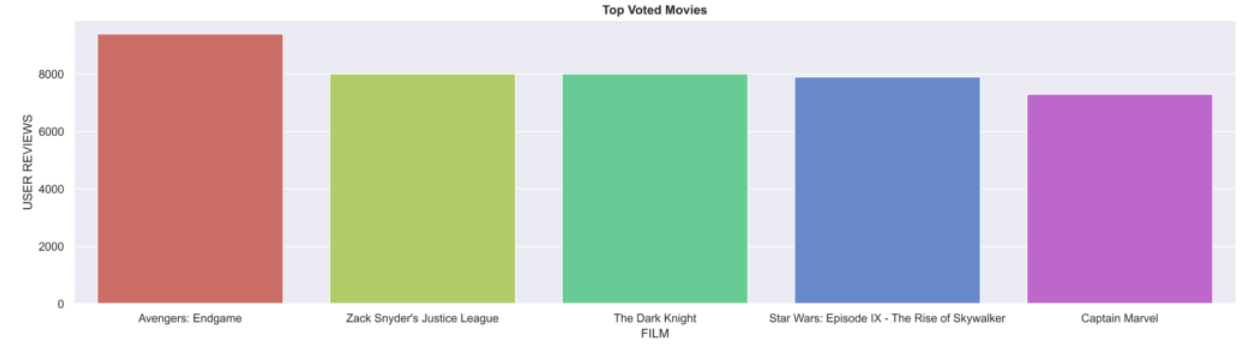 Top Voted Movies
USER REVIEWS
8000
6000
4000
2000
0
Avengers: Endgame
Zack Snyder's Justice League
The Dark Knight
Star Wars: Episode IX - The Rise of Skywalker
Captain Marvel
FILM